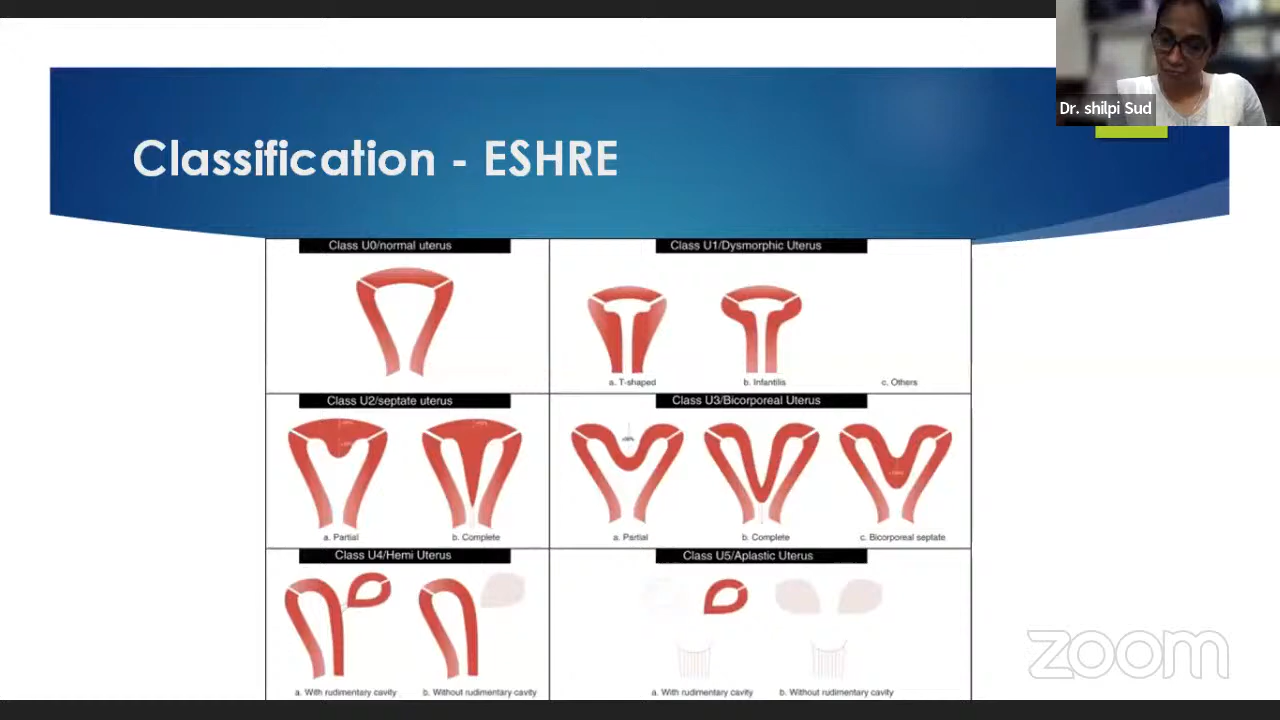 Dr. shilpi Sud
Classification - ESHRE
Class U0/normal uterus
Class U1/Dysmorphic Uterus
a. T-shaped
b. Infantilis
c. Others
Class U2/septate uterus
a. Partial
b. Complete
Class U3/Bicorporeal Uterus
a. Partial
b. Complete
c. Bicorporeal septate
Class U4/Hemi Uterus
a. With rudimentary cavity
b. Without rudimentary cavity
Class U5/Aplastic Uterus
a. With rudimentary cavity
b. Without rudimentary cavity
zoom